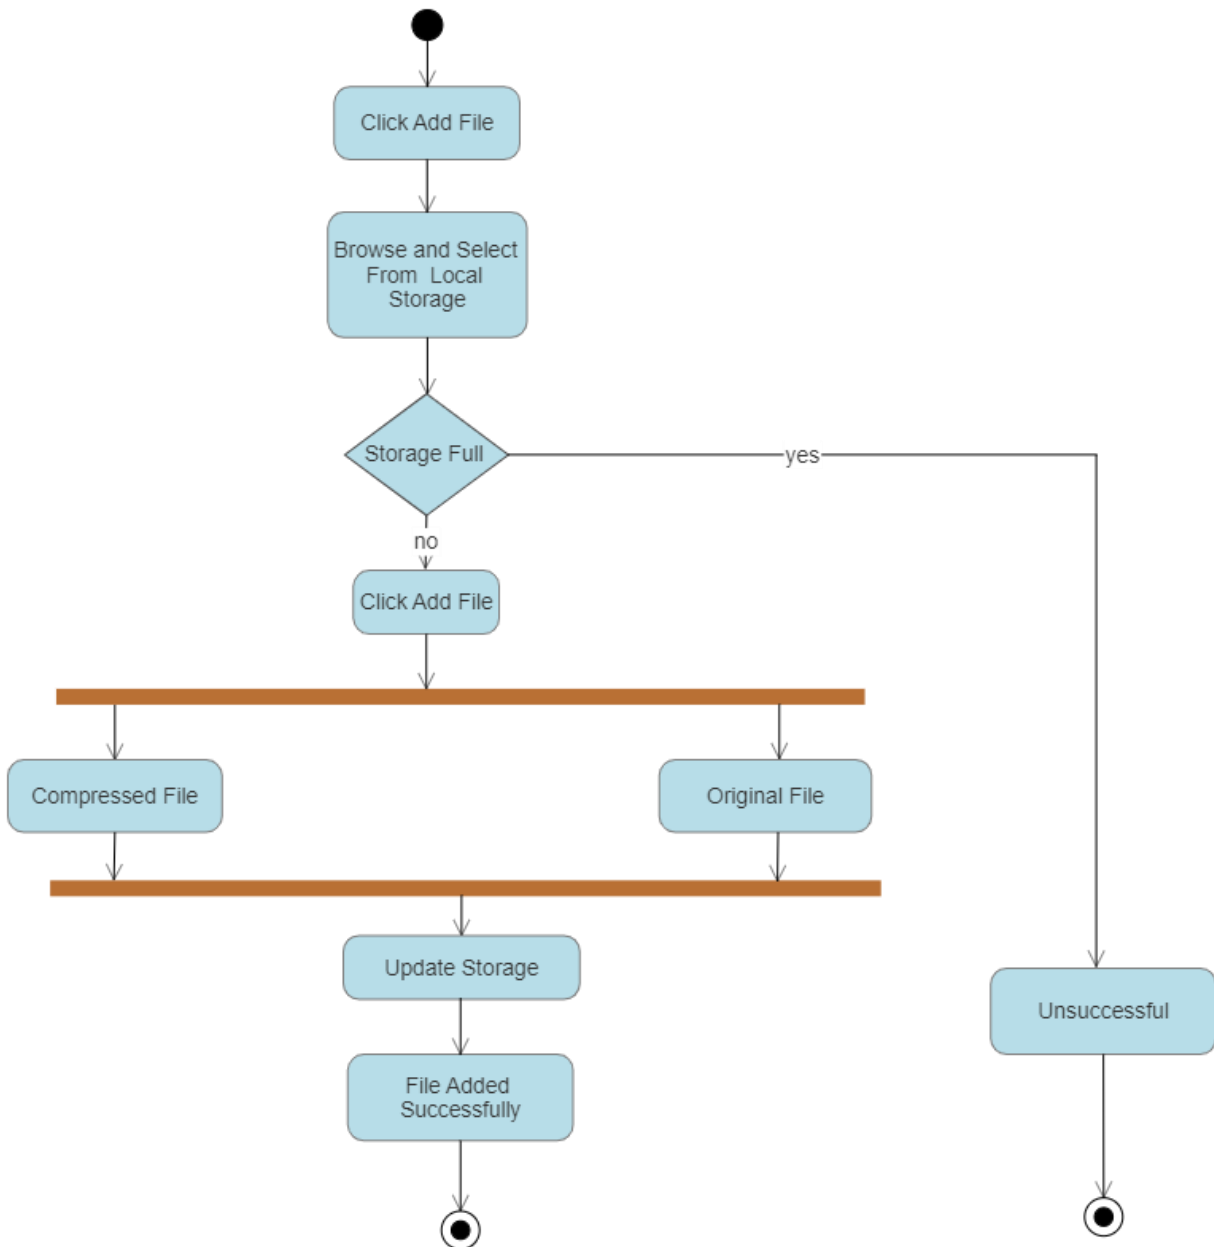 Click Add File
Browse and Select
From  Local
Storage
Storage Full
yes
no
Click Add File
Compressed File
Original File
Update Storage
Unsuccessful
File Added
Successfully